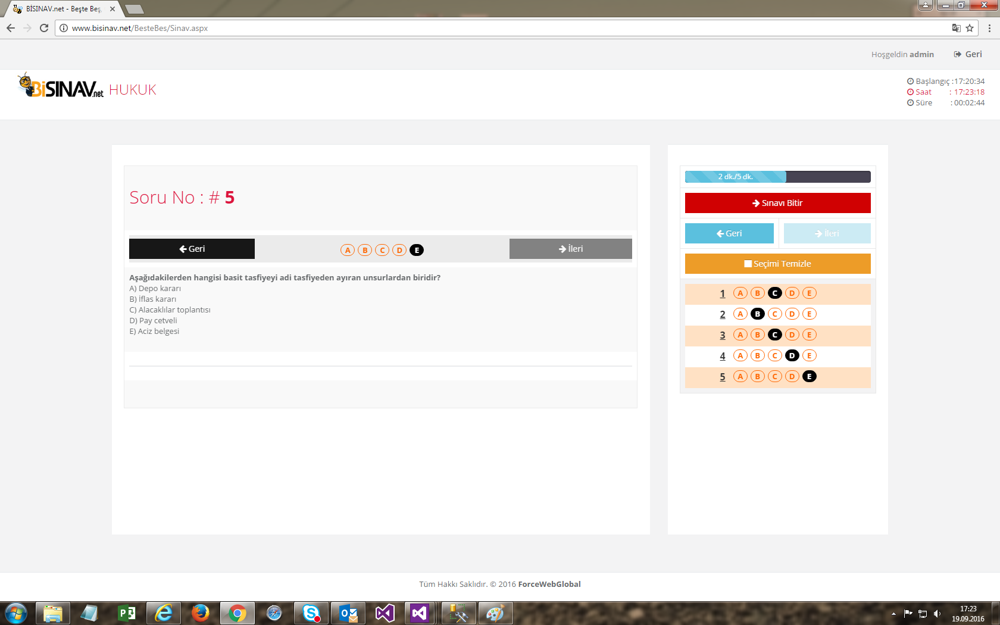 BİSINAV.net - Beşte Beş
www.bisinav.net/BesteBes/Sinav.aspx
Hoşgeldin admin
Geri
BiSINAV.net HUKUK
Başlangıç :17:20:34
Saat : 17:23:18
Süre : 00:02:44
Soru No : # 5
Geri
A B C D E
İleri
Aşağıdakilerden hangisi basit tasfiyeyi adi tasfiyeden ayıran unsurlardan biridir?
A) Depo kararı
B) İflas kararı
C) Alacaklılar toplantısı
D) Pay cetveli
E) Aciz belgesi
2 dk./5 dk.
Sınavı Bitir
Geri
İleri
Seçimi Temizle
1 A B C D E
2 A B C D E
3 A B C D E
4 A B C D E
5 A B C D E
Tüm Hakkı Saklıdır. © 2016 ForceWebGlobal
17:23
19.09.2016